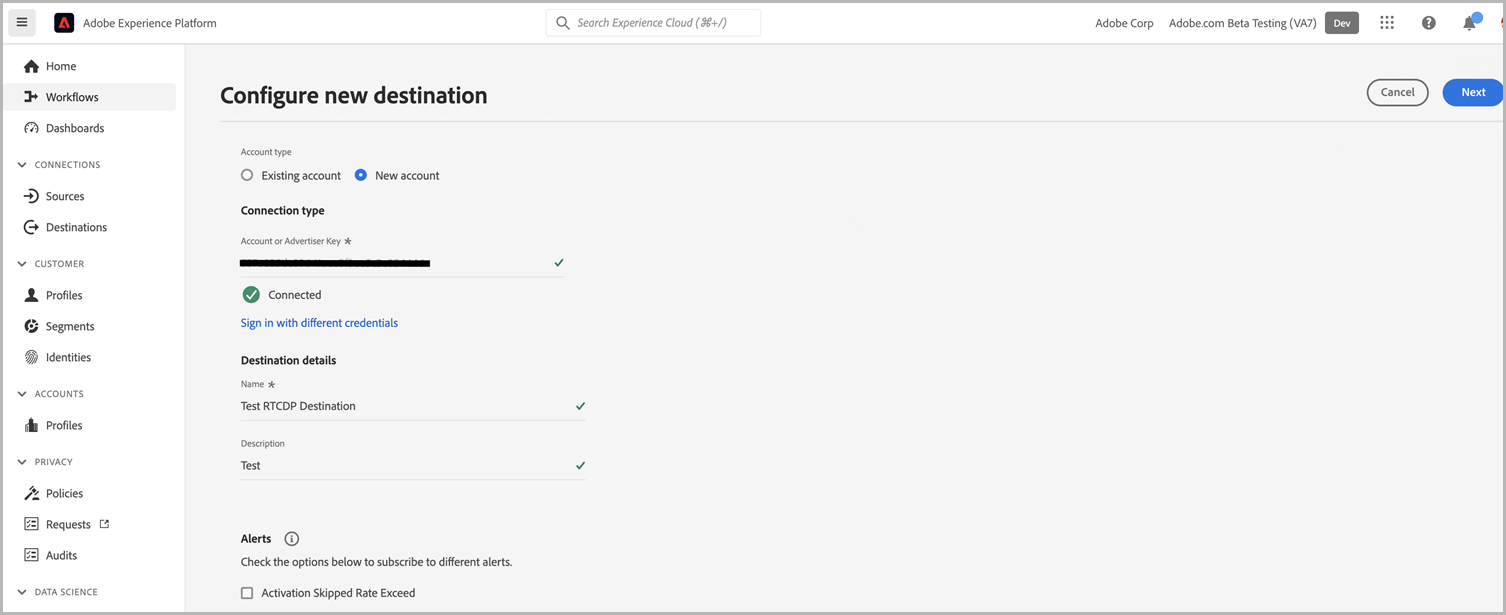 Adobe Experience Platform
Search Experience Cloud (⌘+/)
Adobe Corp Adobe.com Beta Testing (VA7) Dev
Home
Workflows
Dashboards
CONNECTIONS
Sources
Destinations
CUSTOMER
Profiles
Segments
Identities
ACCOUNTS
Profiles
PRIVACY
Policies
Requests
Audits
DATA SCIENCE
Configure new destination
Cancel Next
Account type
Existing account New account
Connection type
Account or Advertiser Key *
Connected
Sign in with different credentials
Destination details
Name *
Test RTCDP Destination
Description
Test
Alerts
Check the options below to subscribe to different alerts.
Activation Skipped Rate Exceed